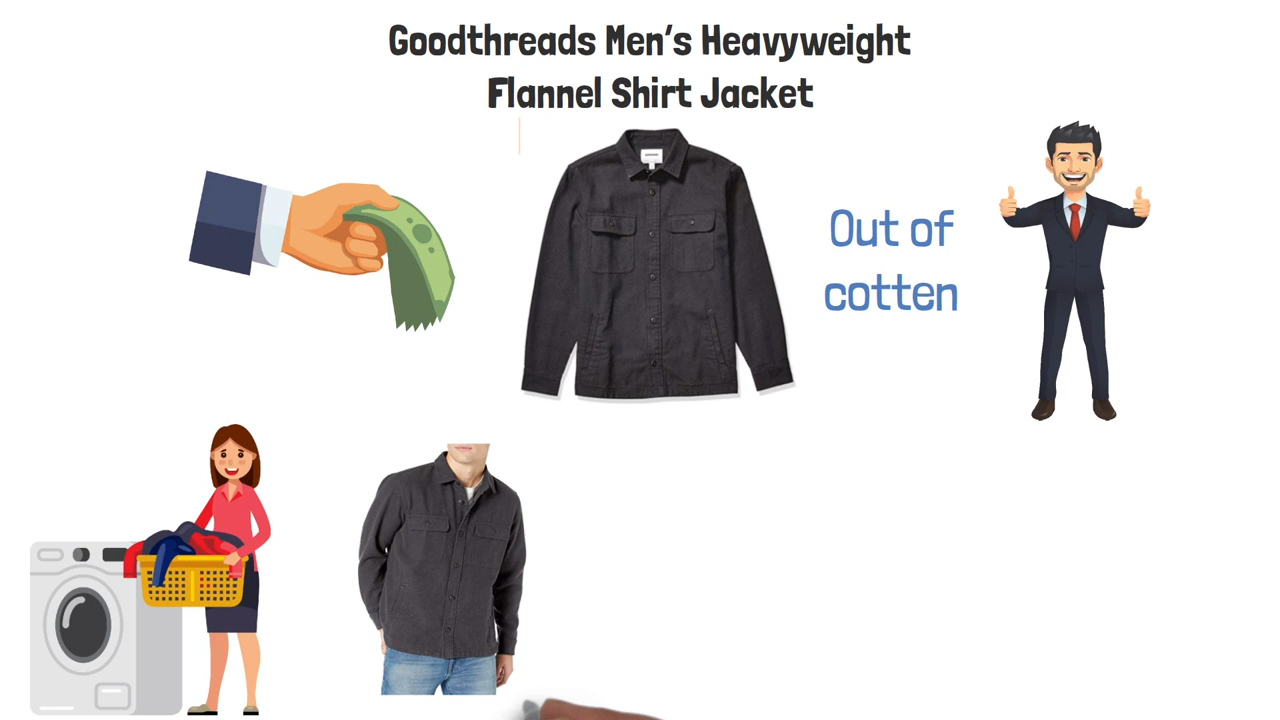 Goodthreads Men's Heavyweight
Flannel Shirt Jacket
Out of
cotten